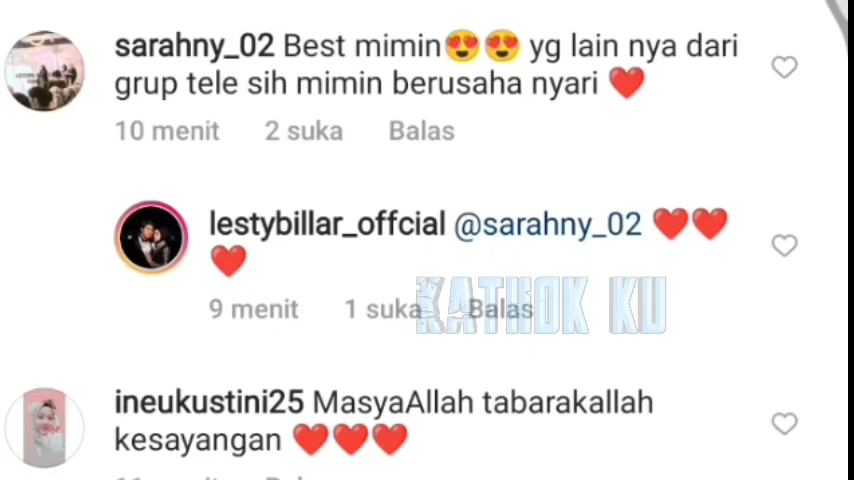 sarahny_02 Best mimin😍😍 yg lain nya dari
grup tele sih mimin berusaha nyari ❤️
10 menit 2 suka Balas
lestybillar_offcial @sarahny_02 ❤️❤️
❤️
9 menit 1 suka Balas
KATHOK KU
ineukustini25 MasyaAllah tabarakallah
kesayangan ❤️❤️❤️